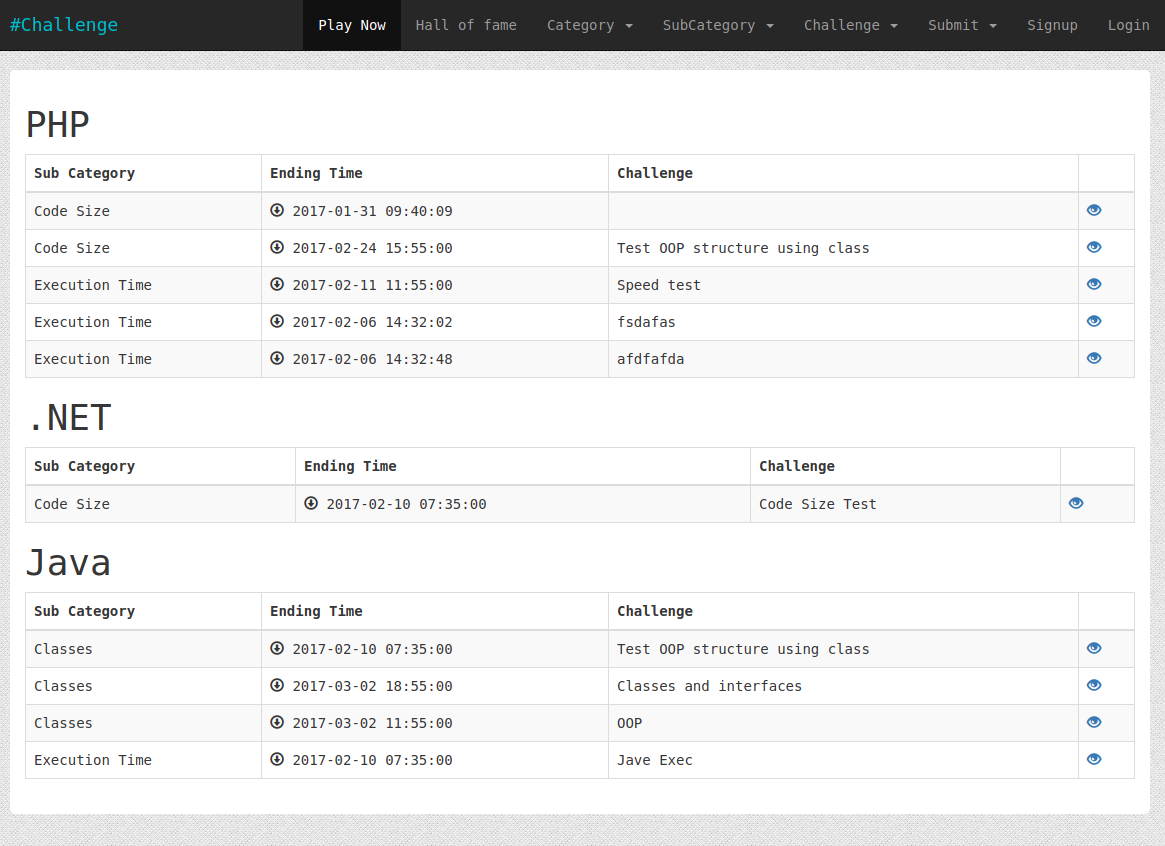 #Challenge Play Now Hall of fame Category SubCategory Challenge Submit Signup Login
PHP
Sub Category Ending Time Challenge
Code Size 2017-01-31 09:40:09
Code Size 2017-02-24 15:55:00 Test OOP structure using class
Execution Time 2017-02-11 11:55:00 Speed test
Execution Time 2017-02-06 14:32:02 fsdafas
Execution Time 2017-02-06 14:32:48 afdfafda
.NET
Sub Category Ending Time Challenge
Code Size 2017-02-10 07:35:00 Code Size Test
Java
Sub Category Ending Time Challenge
Classes 2017-02-10 07:35:00 Test OOP structure using class
Classes 2017-03-02 18:55:00 Classes and interfaces
Classes 2017-03-02 11:55:00 OOP
Execution Time 2017-02-10 07:35:00 Jave Exec